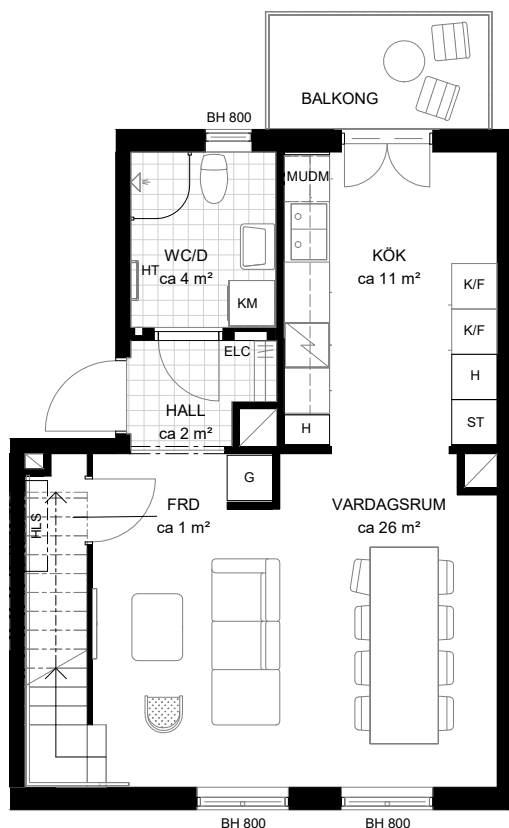 BALKONG
BH 800
MUDM
WC/D
ca 4 m²
HT
KM
KÖK
ca 11 m²
K/F
K/F
H
ST
ELC
HALL
ca 2 m²
H
G
HLS
FRD
ca 1 m²
VARDAGSRUM
ca 26 m²
BH 800
BH 800